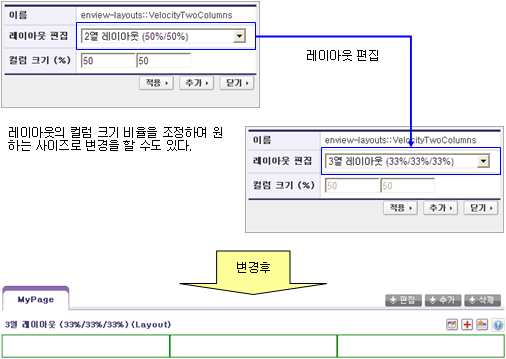 이름 enview-layouts::VelocityTwoColumns
레이아웃 편집 2열 레이아웃 (50%/50%)
컬럼 크기 (%) 50 50
적용 추가 닫기
레이아웃 편집
레이아웃의 컬럼 크기 비율을 조정하며 원
하는 사이즈로 변경을 할 수도 있다.
이름 enview-layouts::VelocityTwoColumns
레이아웃 편집 3열 레이아웃 (33%/33%/33%)
컬럼 크기 (%) 50 50
적용 추가 닫기
변경후
MyPage 편집 추가 삭제
3열 레이아웃 (33%/33%/33%) (Layout)